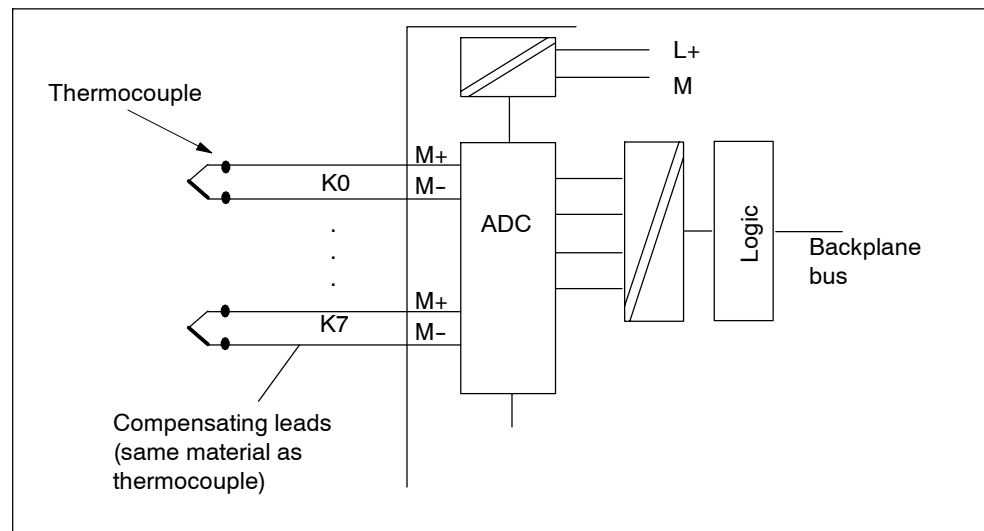 L+
M
Thermocouple
M+
K0
M−
ADC
Logic
Backplane
bus
.
.
.
M+
K7
M−
Compensating leads
(same material as
thermocouple)